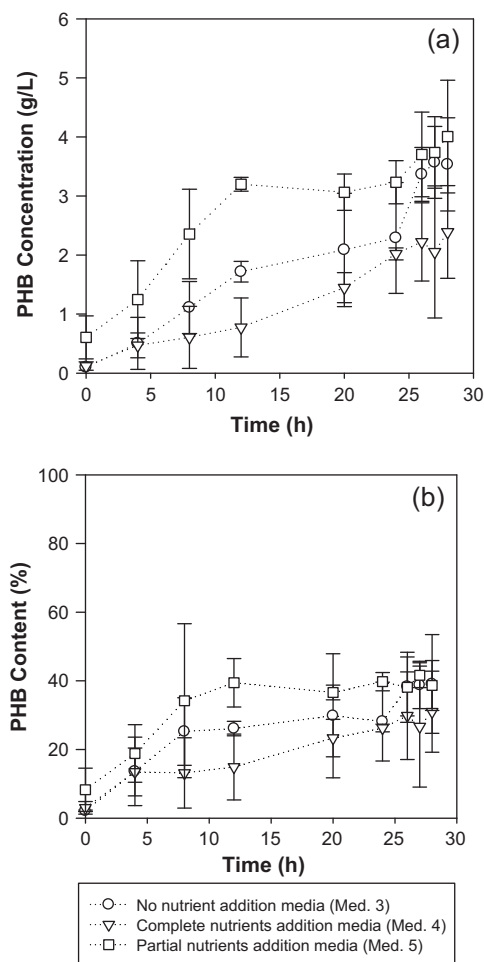 (a)
PHB Concentration (g/L)
6
5
4
3
2
1
0
0 5 10 15 20 25 30
Time (h)
(b)
PHB Content (%)
100
80
60
40
20
0
0 5 10 15 20 25 30
Time (h)
No nutrient addition media (Med. 3)
Complete nutrients addition media (Med. 4)
Partial nutrients addition media (Med. 5)